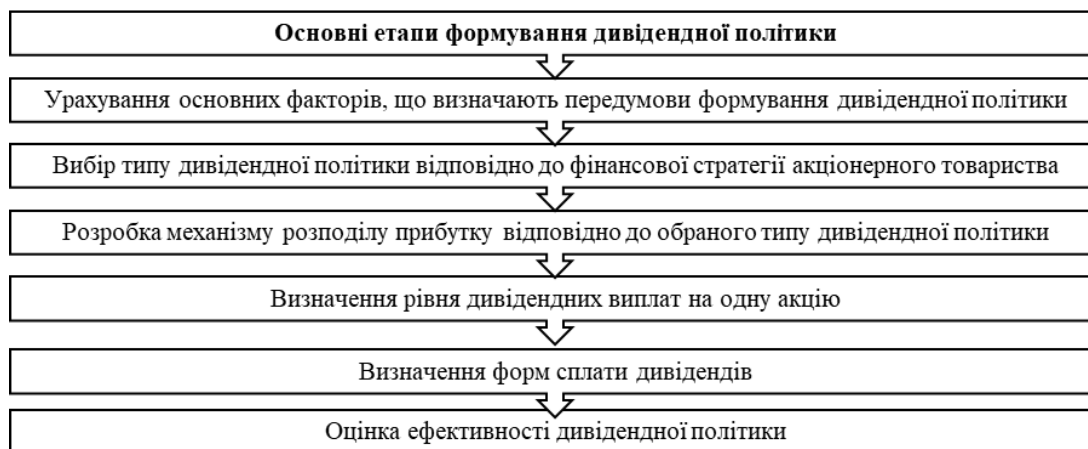 Основні етапи формування дивідендної політики
Урахування основних факторів, що визначають передумови формування дивідендної політики
Вибір типу дивідендної політики відповідно до фінансової стратегії акціонерного товариства
Розробка механізму розподілу прибутку відповідно до обраного типу дивідендної політики
Визначення рівня дивідендних виплат на одну акцію
Визначення форм сплати дивідендів
Оцінка ефективності дивідендної політики